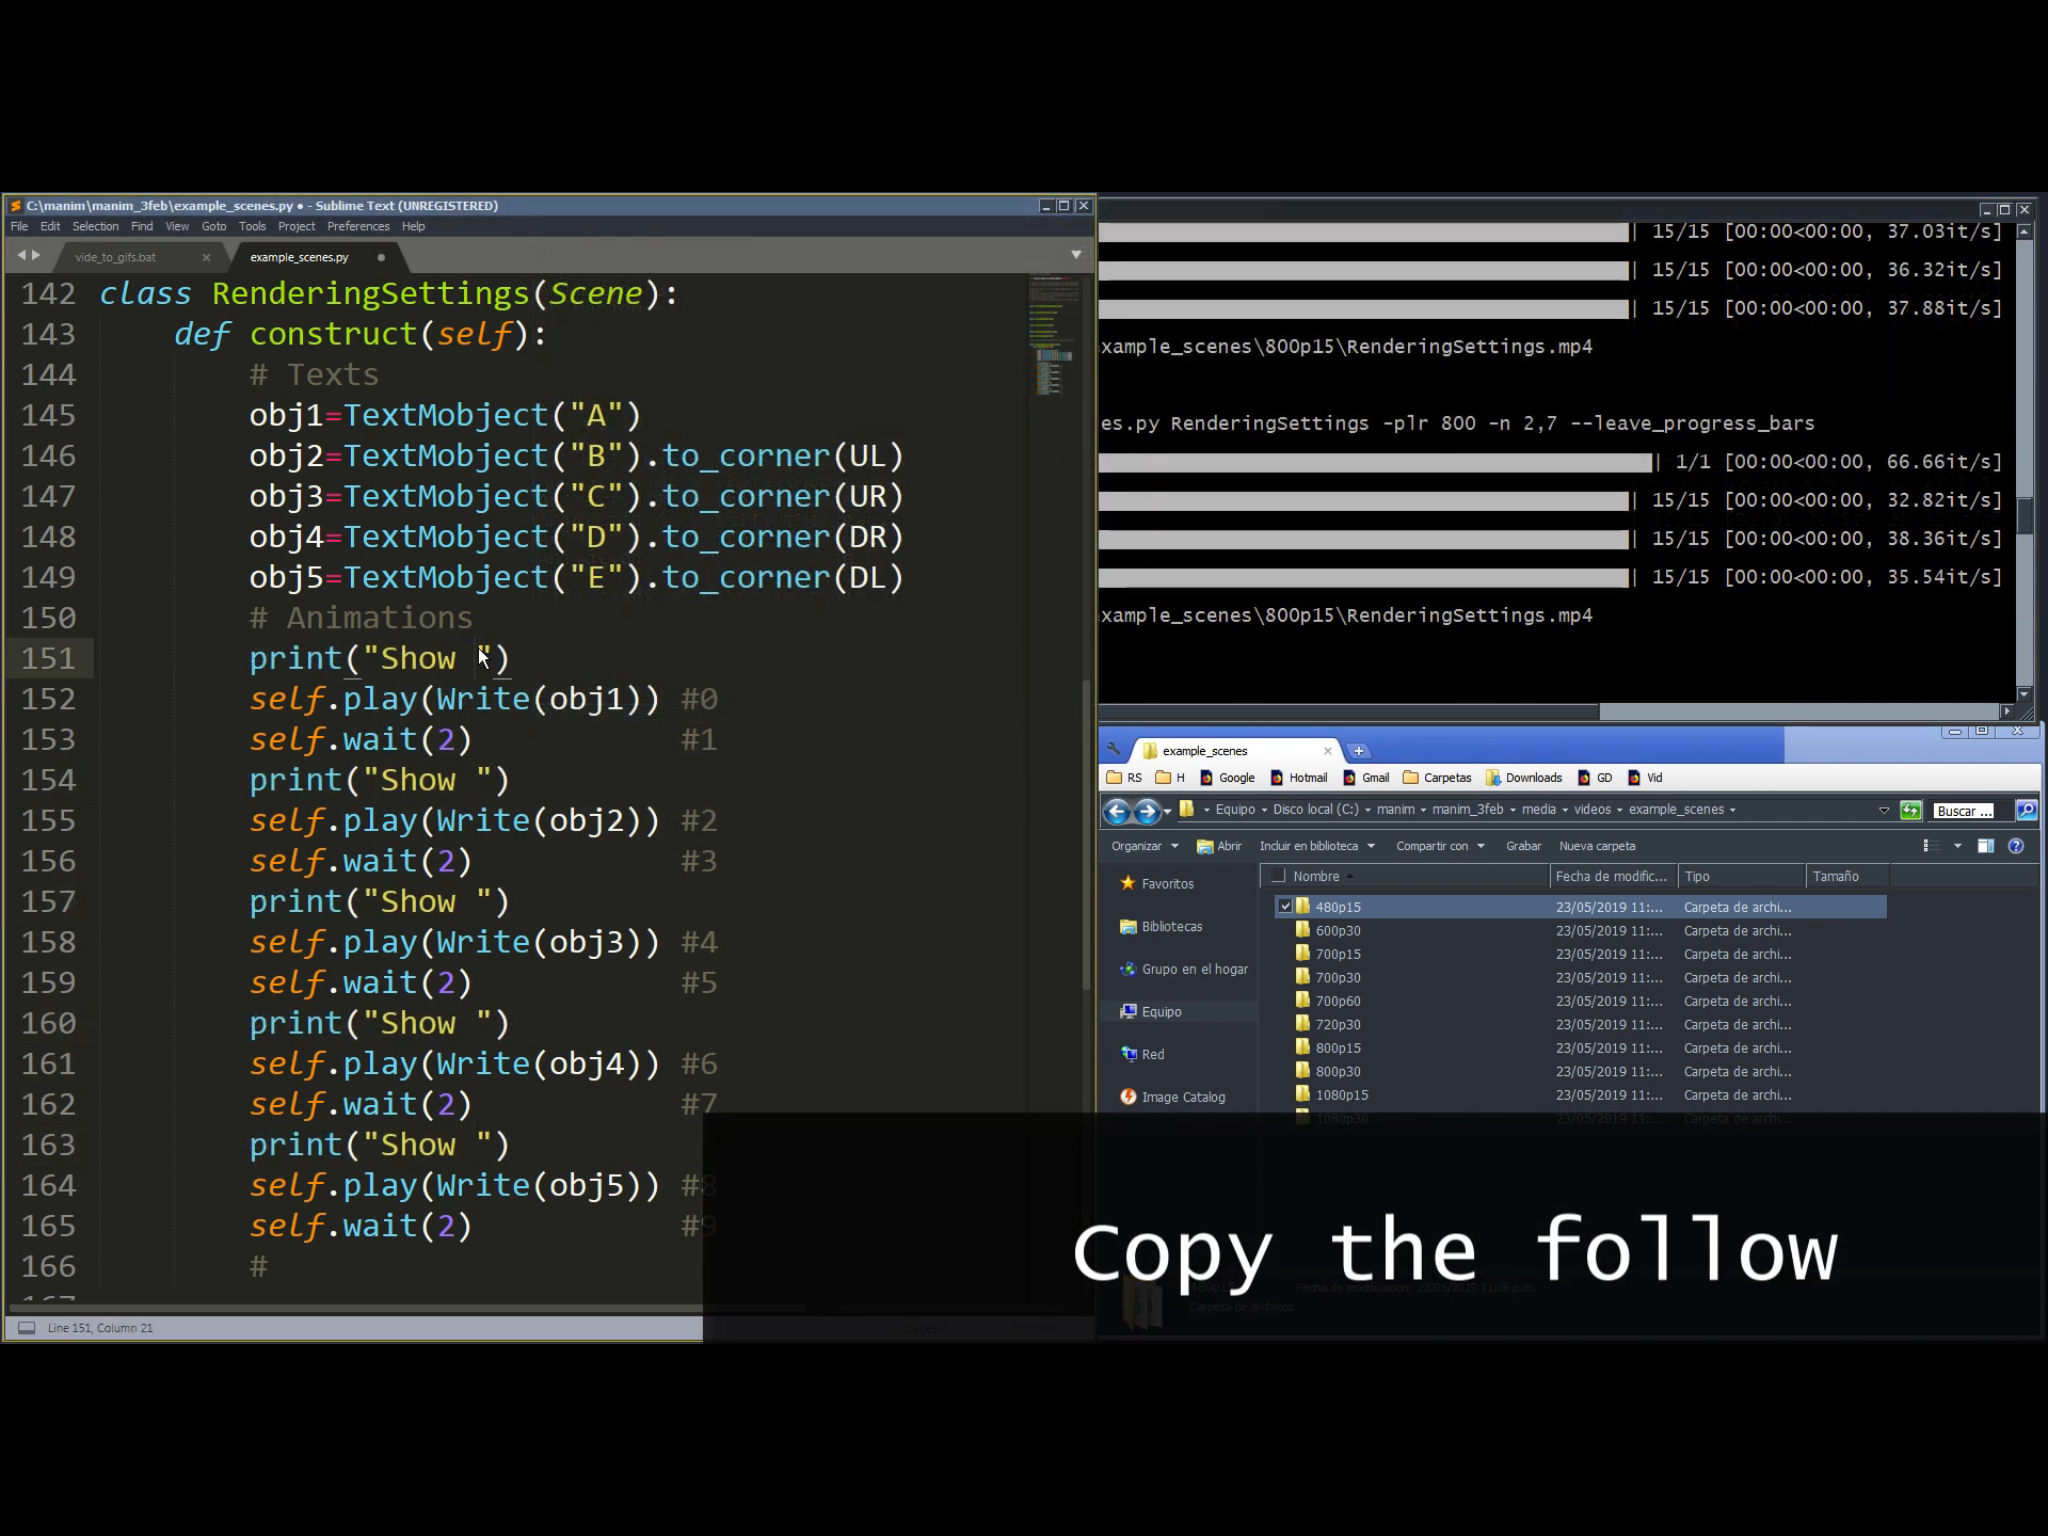 C:\manim\manim_3feb\example_scenes.py • - Sublime Text (UNREGISTERED)
File Edit Selection Find View Goto Tools Project Preferences Help
vide_to_gifs.bat
example_scenes.py
142 class RenderingSettings(Scene):
143 def construct(self):
144 # Texts
145 obj1=TextMobject("A")
146 obj2=TextMobject("B").to_corner(UL)
147 obj3=TextMobject("C").to_corner(UR)
148 obj4=TextMobject("D").to_corner(DR)
149 obj5=TextMobject("E").to_corner(DL)
150 # Animations
151 print("Show ")
152 self.play(Write(obj1)) #0
153 self.wait(2) #1
154 print("Show ")
155 self.play(Write(obj2)) #2
156 self.wait(2) #3
157 print("Show ")
158 self.play(Write(obj3)) #4
159 self.wait(2) #5
160 print("Show ")
161 self.play(Write(obj4)) #6
162 self.wait(2) #7
163 print("Show ")
164 self.play(Write(obj5)) #8
165 self.wait(2) #9
166 #
Line 151, Column 21
| 15/15 [00:00<00:00, 37.03it/s]
| 15/15 [00:00<00:00, 36.32it/s]
| 15/15 [00:00<00:00, 37.88it/s]
xample_scenes\800p15\RenderingSettings.mp4
es.py RenderingSettings -plr 800 -n 2,7 --leave_progress_bars
| 1/1 [00:00<00:00, 66.66it/s]
| 15/15 [00:00<00:00, 32.82it/s]
| 15/15 [00:00<00:00, 38.36it/s]
| 15/15 [00:00<00:00, 35.54it/s]
xample_scenes\800p15\RenderingSettings.mp4
example_scenes
RS H Google Hotmail Gmail Carpetas Downloads GD Vid
Equipo Disco local (C:) manim manim_3feb media videos example_scenes Buscar ...
Organizar Abrir Incluir en biblioteca Compartir con Grabar Nueva carpeta
Favoritos
Bibliotecas
Grupo en el hogar
Equipo
Red
Image Catalog
Nombre Fecha de modific... Tipo Tamaño
480p15 23/05/2019 11:... Carpeta de archi...
600p30 23/05/2019 11:... Carpeta de archi...
700p15 23/05/2019 11:... Carpeta de archi...
700p30 23/05/2019 11:... Carpeta de archi...
700p60 23/05/2019 11:... Carpeta de archi...
720p30 23/05/2019 11:... Carpeta de archi...
800p15 23/05/2019 11:... Carpeta de archi...
800p30 23/05/2019 11:... Carpeta de archi...
1080p15 23/05/2019 11:... Carpeta de archi...
1080p30 23/05/2019 11:... Carpeta de archi...
Copy the follow